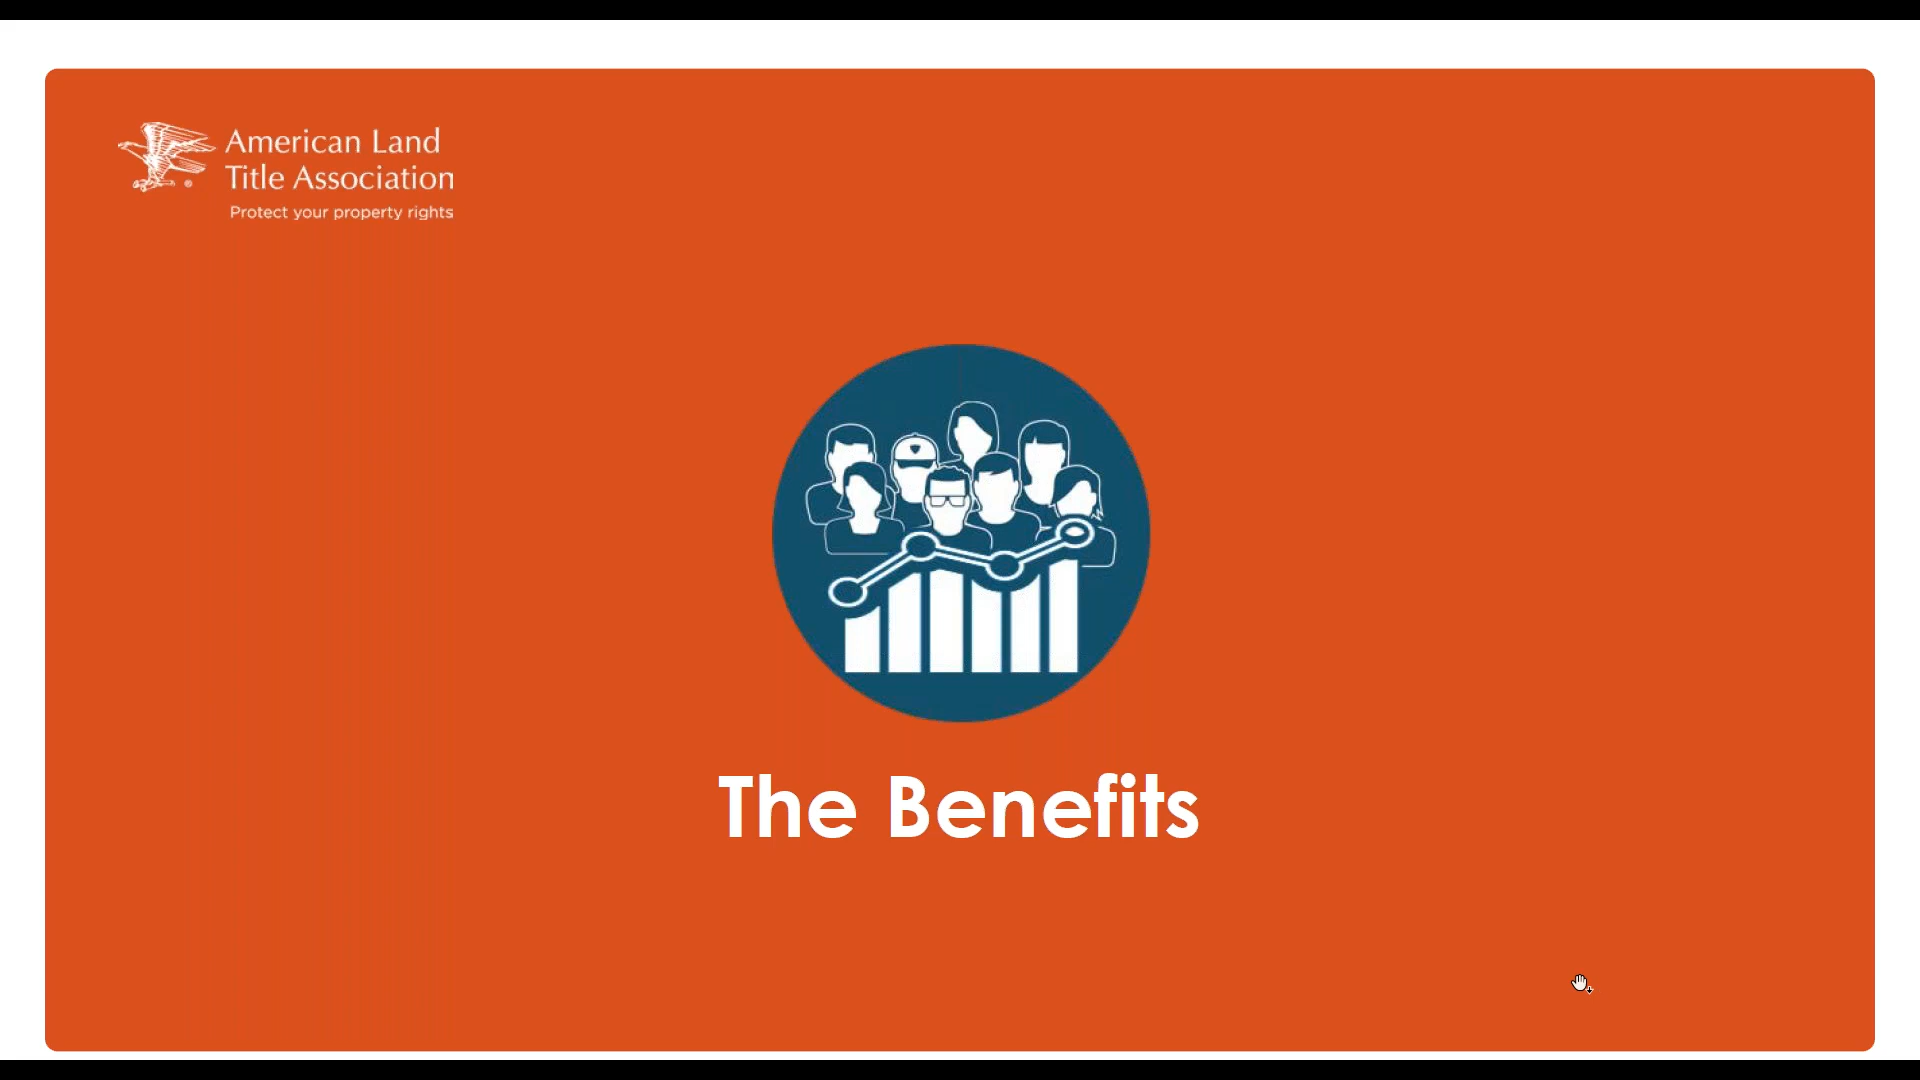 American Land
Title Association
®
Protect your property rights
The Benefits